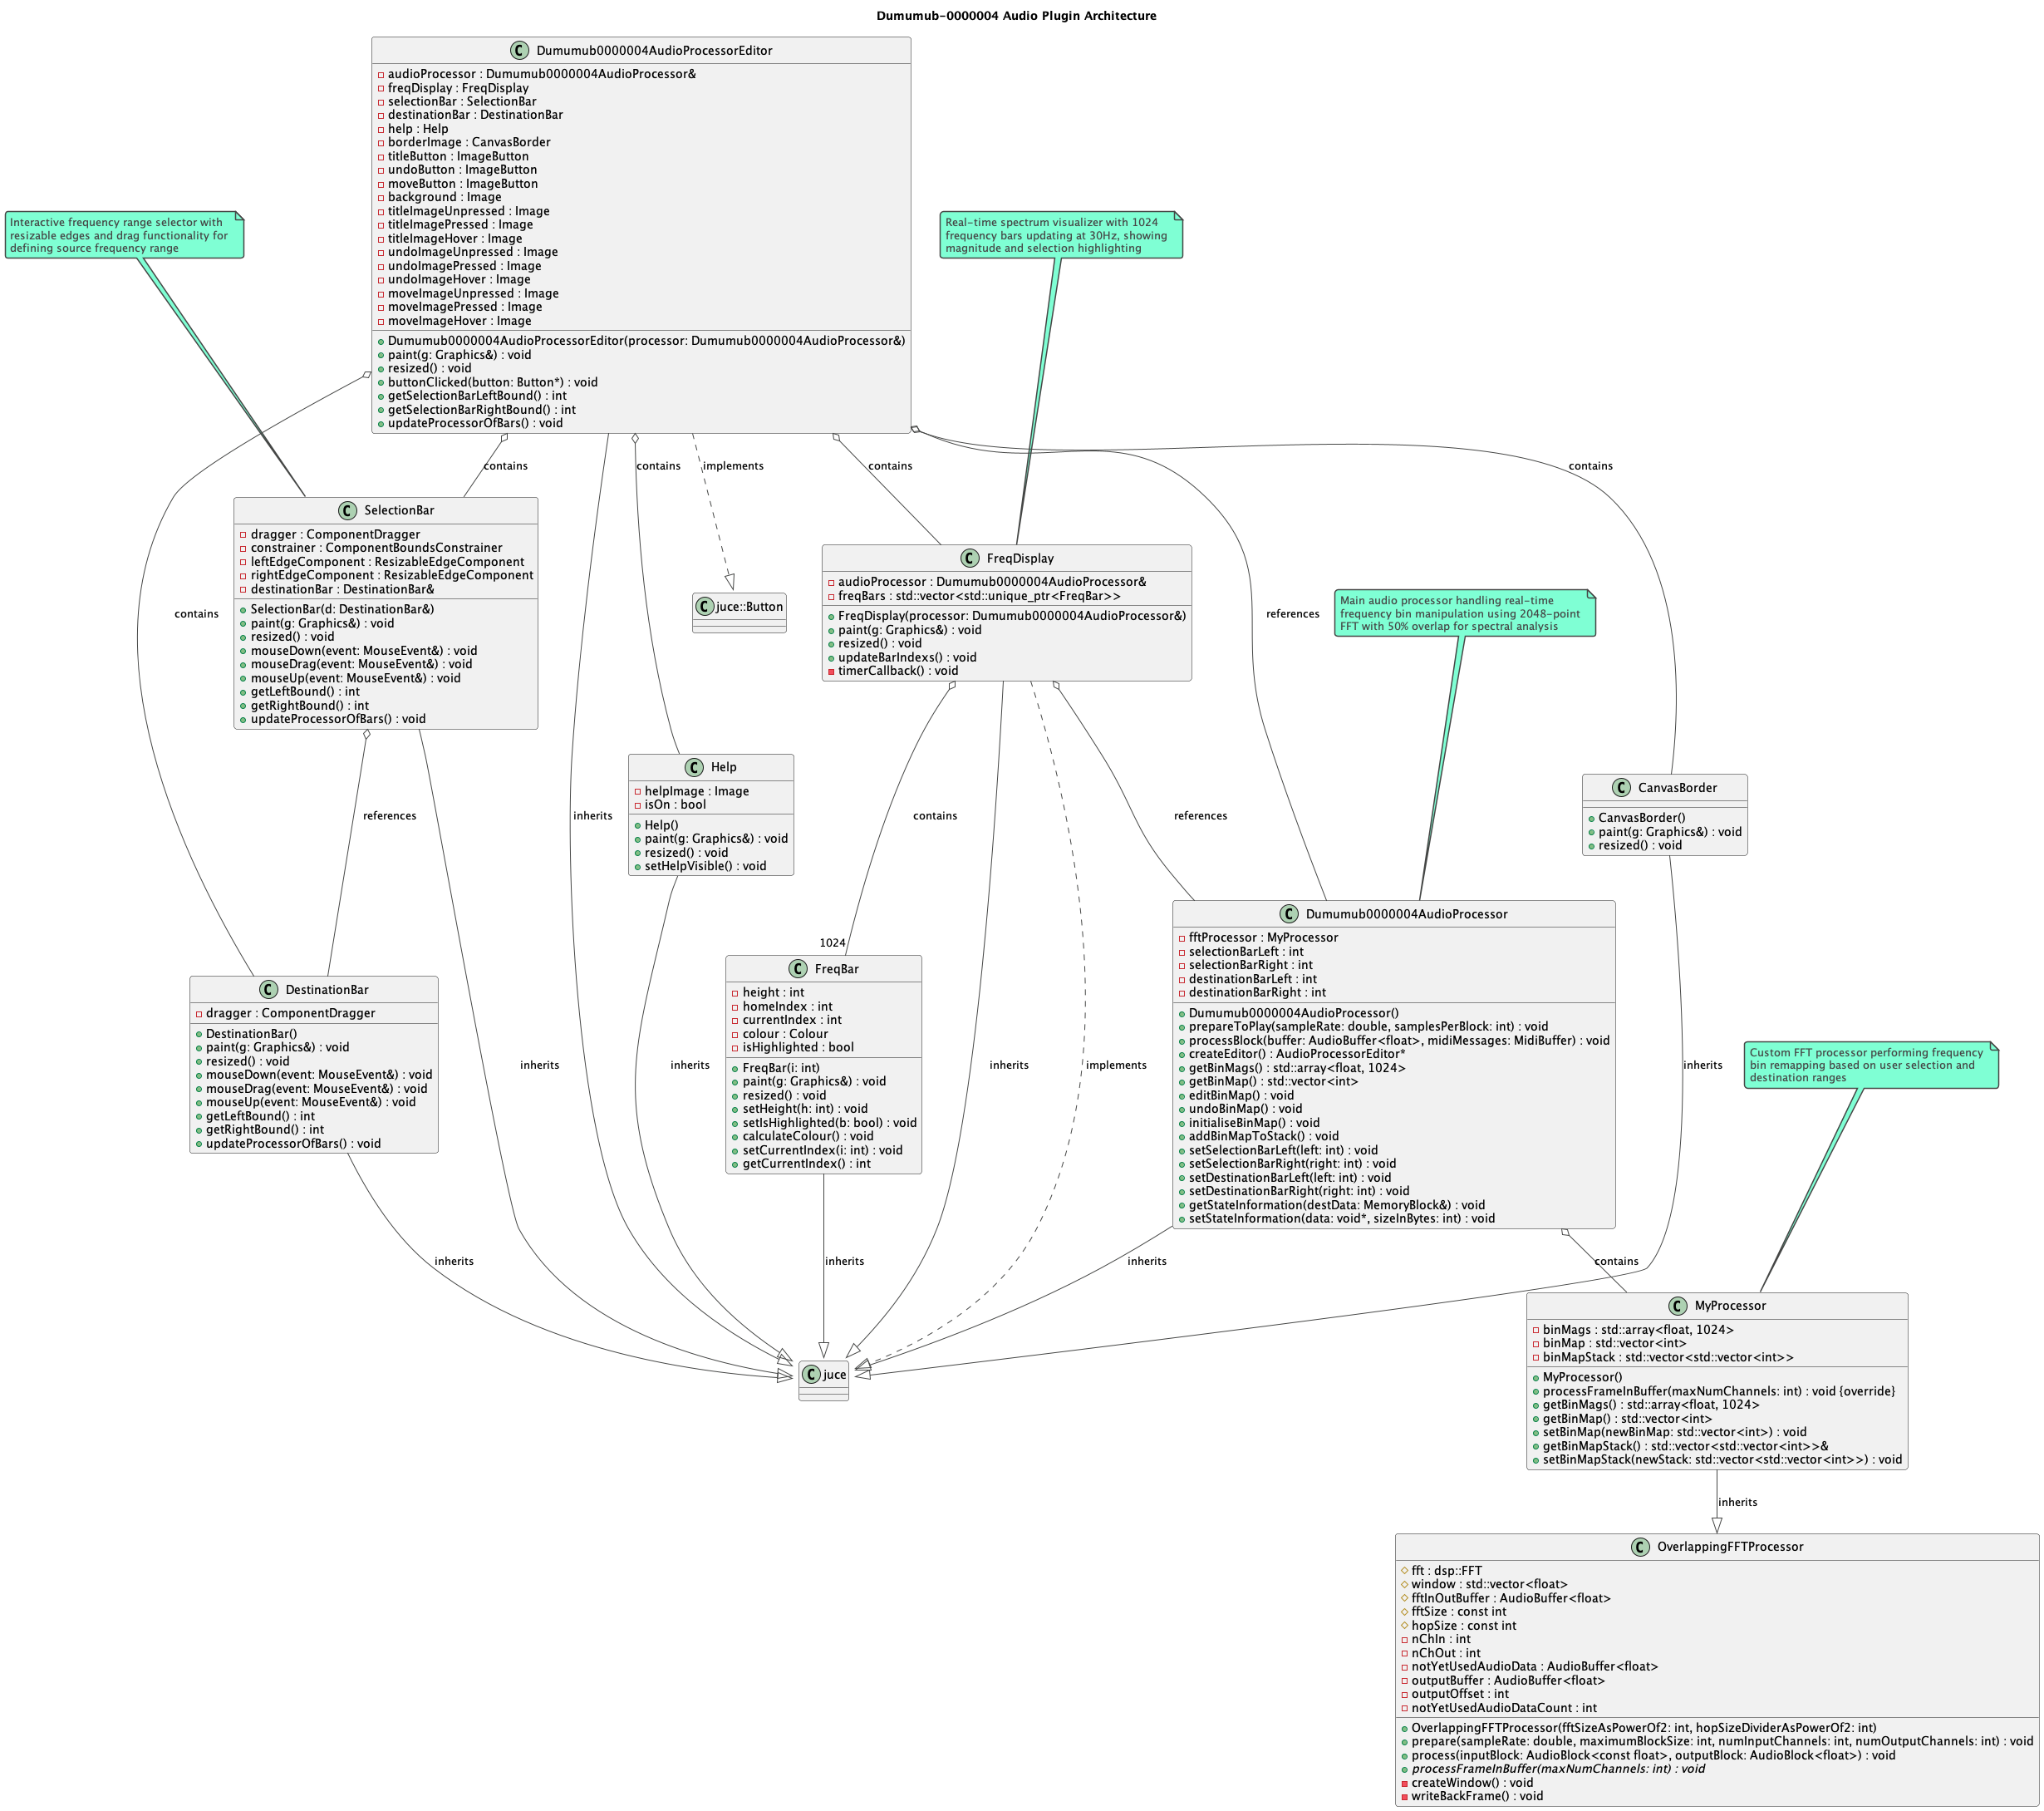 Dumumub-0000004 Audio Plugin Architecture
Dumumub0000004AudioProcessorEditor
audioProcessor : Dumumub0000004AudioProcessor&
freqDisplay : FreqDisplay
selectionBar : SelectionBar
destinationBar : DestinationBar
help : Help
borderImage : CanvasBorder
titleButton : ImageButton
undoButton : ImageButton
moveButton : ImageButton
background : Image
titleImageUnpressed : Image
titleImagePressed : Image
titleImageHover : Image
undoImageUnpressed : Image
undoImagePressed : Image
undoImageHover : Image
moveImageUnpressed : Image
moveImagePressed : Image
moveImageHover : Image
Dumumub0000004AudioProcessorEditor(processor: Dumumub0000004AudioProcessor&)
paint(g: Graphics&) : void
resized() : void
buttonClicked(button: Button*) : void
getSelectionBarLeftBound() : int
getSelectionBarRightBound() : int
updateProcessorOfBars() : void
Interactive frequency range selector with
resizable edges and drag functionality for
defining source frequency range
Real-time spectrum visualizer with 1024
frequency bars updating at 30Hz, showing
magnitude and selection highlighting
contains
contains
implements
contains
contains
SelectionBar
dragger : ComponentDragger
constrainer : ComponentBoundsConstrainer
leftEdgeComponent : ResizableEdgeComponent
rightEdgeComponent : ResizableEdgeComponent
destinationBar : DestinationBar&
SelectionBar(d: DestinationBar&)
paint(g: Graphics&) : void
resized() : void
mouseDown(event: MouseEvent&) : void
mouseDrag(event: MouseEvent&) : void
mouseUp(event: MouseEvent&) : void
getLeftBound() : int
getRightBound() : int
updateProcessorOfBars() : void
juce::Button
FreqDisplay
audioProcessor : Dumumub0000004AudioProcessor&
freqBars : std::vector<std::unique_ptr<FreqBar>>
FreqDisplay(processor: Dumumub0000004AudioProcessor&)
paint(g: Graphics&) : void
resized() : void
updateBarIndexs() : void
timerCallback() : void
contains
references
Main audio processor handling real-time
frequency bin manipulation using 2048-point
FFT with 50% overlap for spectral analysis
references
inherits
Help
helpImage : Image
isOn : bool
Help()
paint(g: Graphics&) : void
resized() : void
setHelpVisible() : void
contains
references
CanvasBorder
CanvasBorder()
paint(g: Graphics&) : void
resized() : void
1024
DestinationBar
dragger : ComponentDragger
DestinationBar()
paint(g: Graphics&) : void
resized() : void
mouseDown(event: MouseEvent&) : void
mouseDrag(event: MouseEvent&) : void
mouseUp(event: MouseEvent&) : void
getLeftBound() : int
getRightBound() : int
updateProcessorOfBars() : void
inherits
inherits
FreqBar
height : int
homeIndex : int
currentIndex : int
colour : Colour
isHighlighted : bool
FreqBar(i: int)
paint(g: Graphics&) : void
resized() : void
setHeight(h: int) : void
setIsHighlighted(b: bool) : void
calculateColour() : void
setCurrentIndex(i: int) : void
getCurrentIndex() : int
inherits
implements
Dumumub0000004AudioProcessor
fftProcessor : MyProcessor
selectionBarLeft : int
selectionBarRight : int
destinationBarLeft : int
destinationBarRight : int
Dumumub0000004AudioProcessor()
prepareToPlay(sampleRate: double, samplesPerBlock: int) : void
processBlock(buffer: AudioBuffer<float>, midiMessages: MidiBuffer) : void
createEditor() : AudioProcessorEditor*
getBinMags() : std::array<float, 1024>
getBinMap() : std::vector<int>
editBinMap() : void
undoBinMap() : void
initialiseBinMap() : void
addBinMapToStack() : void
setSelectionBarLeft(left: int) : void
setSelectionBarRight(right: int) : void
setDestinationBarLeft(left: int) : void
setDestinationBarRight(right: int) : void
getStateInformation(destData: MemoryBlock&) : void
setStateInformation(data: void*, sizeInBytes: int) : void
inherits
Custom FFT processor performing frequency
bin remapping based on user selection and
destination ranges
inherits
inherits
inherits
contains
juce
MyProcessor
binMags : std::array<float, 1024>
binMap : std::vector<int>
binMapStack : std::vector<std::vector<int>>
MyProcessor()
processFrameInBuffer(maxNumChannels: int) : void {override}
getBinMags() : std::array<float, 1024>
getBinMap() : std::vector<int>
setBinMap(newBinMap: std::vector<int>) : void
getBinMapStack() : std::vector<std::vector<int>>&
setBinMapStack(newStack: std::vector<std::vector<int>>) : void
inherits
OverlappingFFTProcessor
fft : dsp::FFT
window : std::vector<float>
fftInOutBuffer : AudioBuffer<float>
fftSize : const int
hopSize : const int
nChIn : int
nChOut : int
notYetUsedAudioData : AudioBuffer<float>
outputBuffer : AudioBuffer<float>
outputOffset : int
notYetUsedAudioDataCount : int
OverlappingFFTProcessor(fftSizeAsPowerOf2: int, hopSizeDividerAsPowerOf2: int)
prepare(sampleRate: double, maximumBlockSize: int, numInputChannels: int, numOutputChannels: int) : void
process(inputBlock: AudioBlock<const float>, outputBlock: AudioBlock<float>) : void
processFrameInBuffer(maxNumChannels: int) : void
createWindow() : void
writeBackFrame() : void